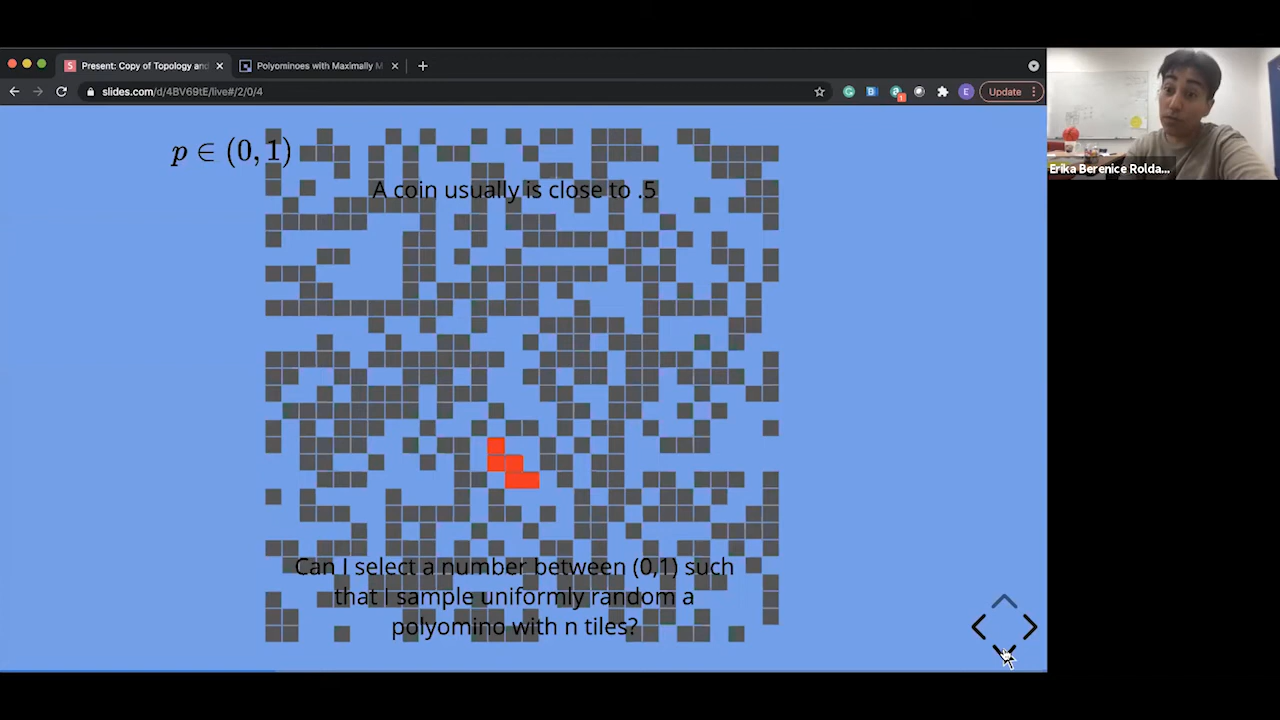 Present: Copy of Topology and
Polyominoes with Maximally M
slides.com/d/4BV69tE/live#/2/0/4
E
Update
p ∈ (0, 1)
A coin usually is close to .5
Can I select a number between (0,1) such
that I sample uniformly random a
polyomino with n tiles?
Erika Berenice Rolda...